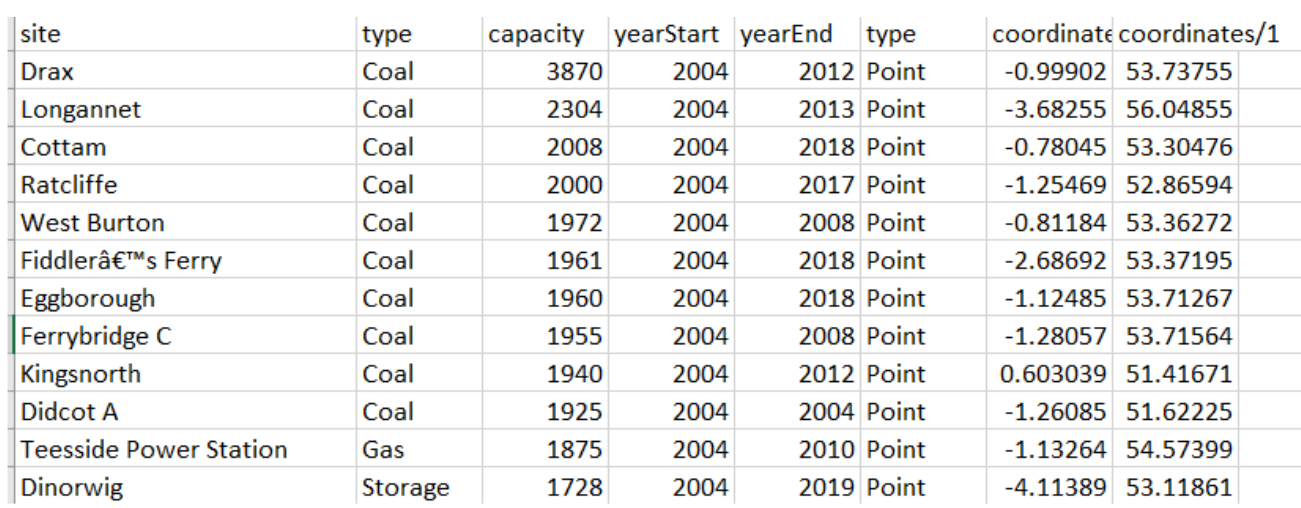 site type capacity yearStart yearEnd type coordinate coordinates/1
Drax Coal 3870 2004 2012 Point -0.99902 53.73755
Longannet Coal 2304 2004 2013 Point -3.68255 56.04855
Cottam Coal 2008 2004 2018 Point -0.78045 53.30476
Ratcliffe Coal 2000 2004 2017 Point -1.25469 52.86594
West Burton Coal 1972 2004 2008 Point -0.81184 53.36272
Fiddlerâ€™s Ferry Coal 1961 2004 2018 Point -2.68692 53.37195
Eggborough Coal 1960 2004 2018 Point -1.12485 53.71267
Ferrybridge C Coal 1955 2004 2008 Point -1.28057 53.71564
Kingsnorth Coal 1940 2004 2012 Point 0.603039 51.41671
Didcot A Coal 1925 2004 2004 Point -1.26085 51.62225
Teesside Power Station Gas 1875 2004 2010 Point -1.13264 54.57399
Dinorwig Storage 1728 2004 2019 Point -4.11389 53.11861